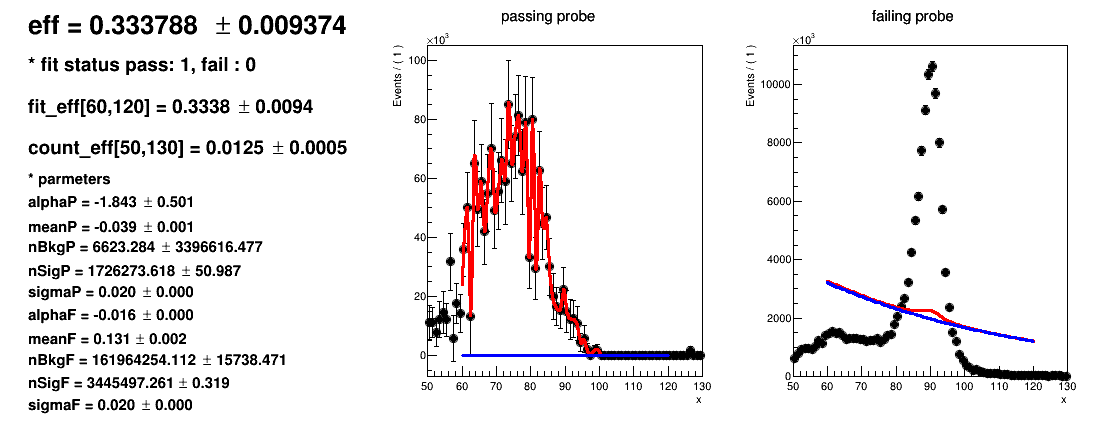 eff = 0.333788 ± 0.009374
* fit status pass: 1, fail : 0
fit_eff[60,120] = 0.3338 ± 0.0094
count_eff[50,130] = 0.0125 ± 0.0005
* parmeters
alphaP = -1.843 ± 0.501
meanP = -0.039 ± 0.001
nBkgP = 6623.284 ± 3396616.477
nSigP = 1726273.618 ± 50.987
sigmaP = 0.020 ± 0.000
alphaF = -0.016 ± 0.000
meanF = 0.131 ± 0.002
nBkgF = 161964254.112 ± 15738.471
nSigF = 3445497.261 ± 0.319
sigmaF = 0.020 ± 0.000
passing probe
×10³
Events / ( 1 )
100
80
60
40
20
0
50 60 70 80 90 100 110 120 130
x
failing probe
×10³
Events / ( 1 )
10000
8000
6000
4000
2000
0
50 60 70 80 90 100 110 120 130
x